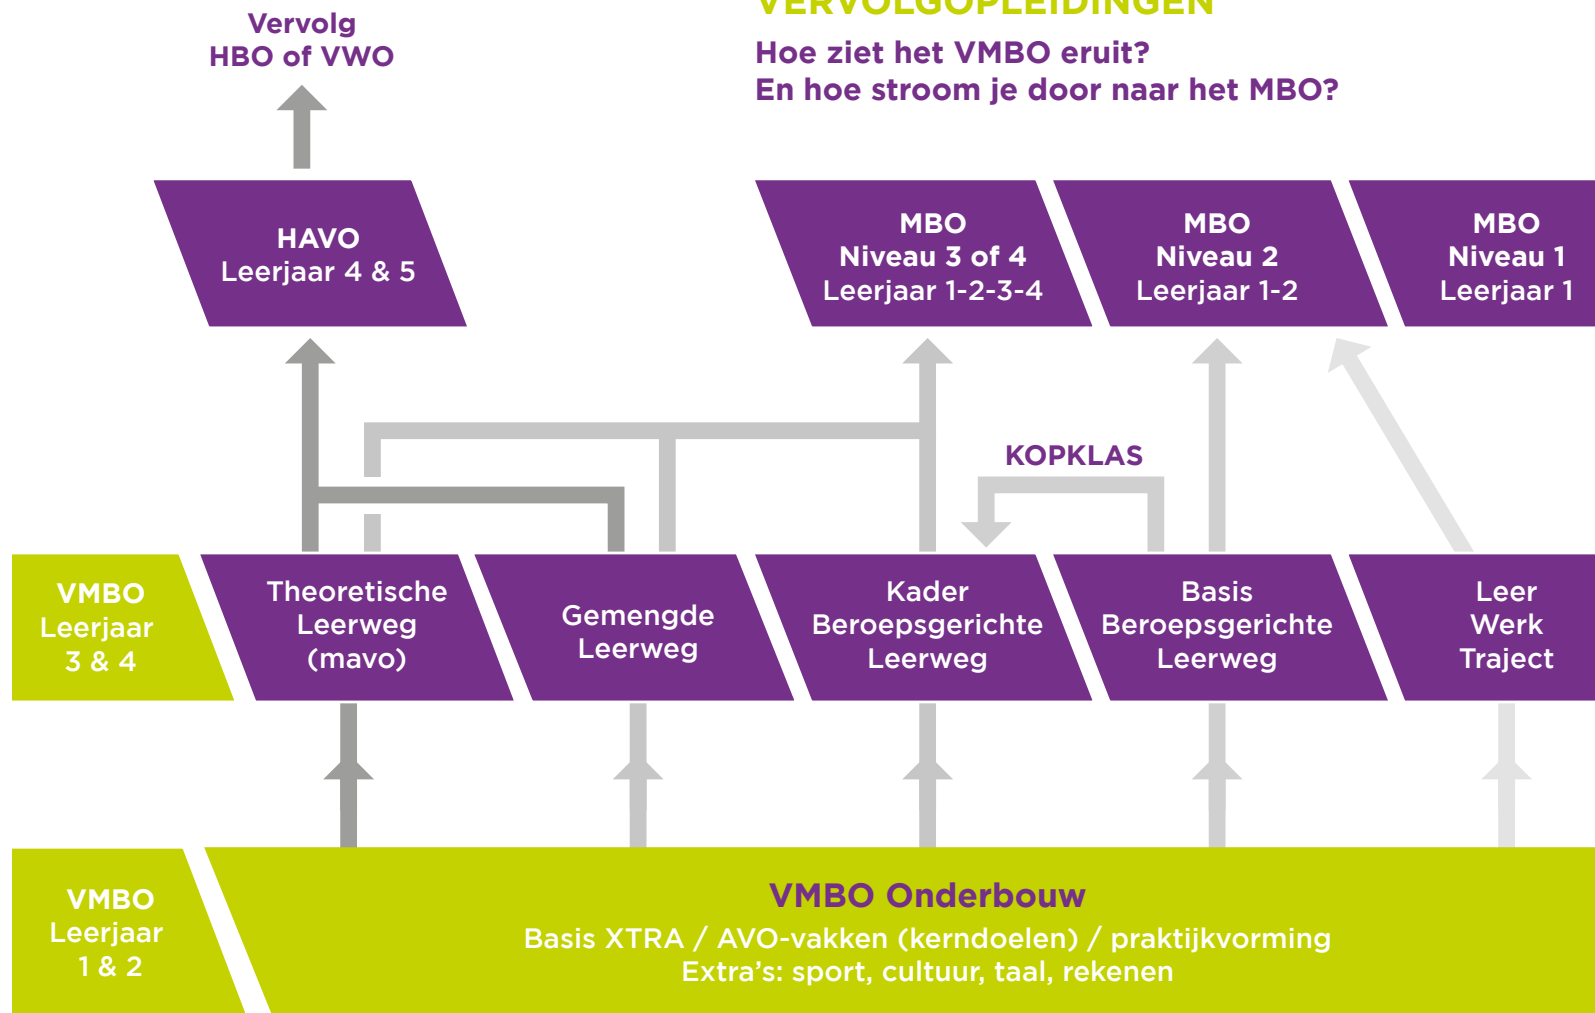 VERVOLGOPLEIDINGEN
Hoe ziet het VMBO eruit?
En hoe stroom je door naar het MBO?
Vervolg
HBO of VWO
HAVO
Leerjaar 4 & 5
MBO
Niveau 3 of 4
Leerjaar 1-2-3-4
MBO
Niveau 2
Leerjaar 1-2
MBO
Niveau 1
Leerjaar 1
KOPKLAS
VMBO
Leerjaar
3 & 4
Theoretische
Leerweg
(mavo)
Gemengde
Leerweg
Kader
Beroepsgerichte
Leerweg
Basis
Beroepsgerichte
Leerweg
Leer
Werk
Traject
VMBO
Leerjaar
1 & 2
VMBO Onderbouw
Basis XTRA / AVO-vakken (kerndoelen) / praktijkvorming
Extra's: sport, cultuur, taal, rekenen